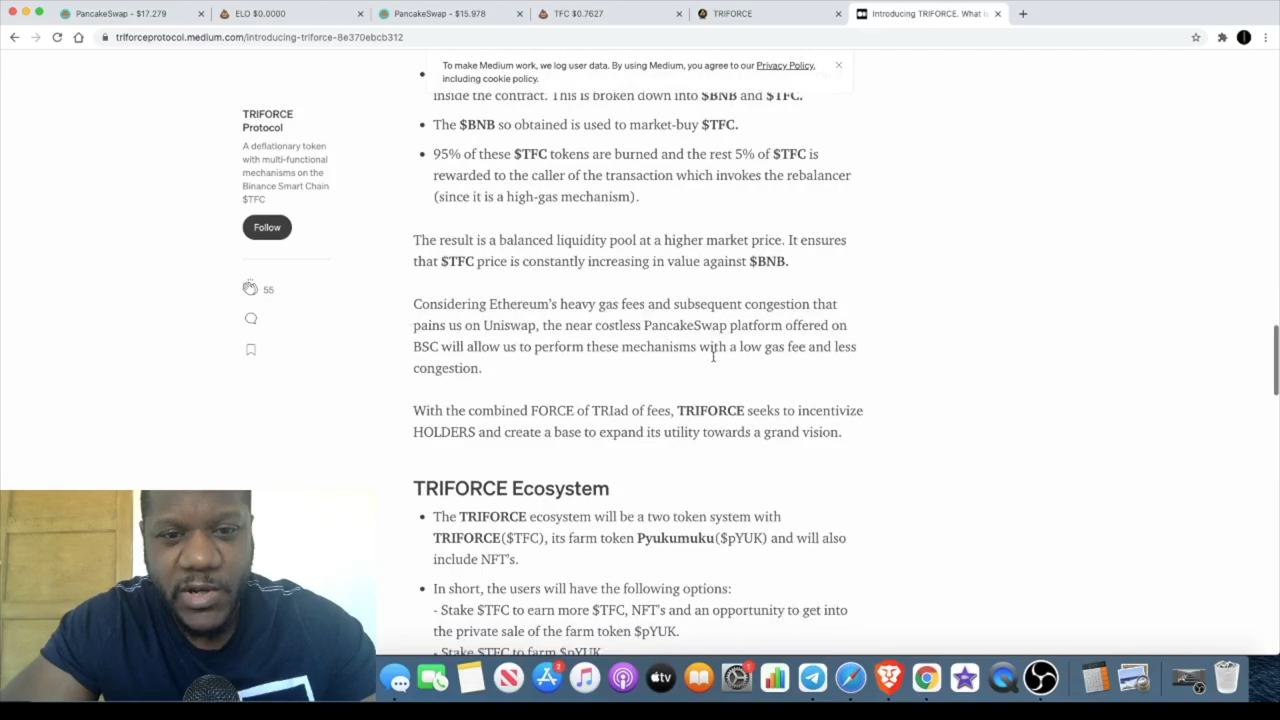 PancakeSwap - $17.279
ELO $0.0000
PancakeSwap - $15.978
TFC $0.7627
TRIFORCE
Introducing TRIFORCE. What is
triforceprotocol.medium.com/introducing-triforce-8e370ebcb312
To make Medium work, we log user data. By using Medium, you agree to our Privacy Policy,
including cookie policy.
inside the contract. This is broken down into $BNB and $TFC.
TRIFORCE
Protocol
A deflationary token
with multi-functional
mechanisms on the
Binance Smart Chain
$TFC
Follow
55
• The $BNB so obtained is used to market-buy $TFC.
• 95% of these $TFC tokens are burned and the rest 5% of $TFC is
rewarded to the caller of the transaction which invokes the rebalancer
(since it is a high-gas mechanism).
The result is a balanced liquidity pool at a higher market price. It ensures
that $TFC price is constantly increasing in value against $BNB.
Considering Ethereum’s heavy gas fees and subsequent congestion that
pains us on Uniswap, the near costless PancakeSwap platform offered on
BSC will allow us to perform these mechanisms with a low gas fee and less
congestion.
With the combined FORCE of TRIad of fees, TRIFORCE seeks to incentivize
HOLDERS and create a base to expand its utility towards a grand vision.
TRIFORCE Ecosystem
• The TRIFORCE ecosystem will be a two token system with
TRIFORCE($TFC), its farm token Pyukumuku($pYUK) and will also
include NFT’s.
• In short, the users will have the following options:
- Stake $TFC to earn more $TFC, NFT’s and an opportunity to get into
the private sale of the farm token $pYUK.
- Stake $TFC to farm $pYUK
tv
2
1